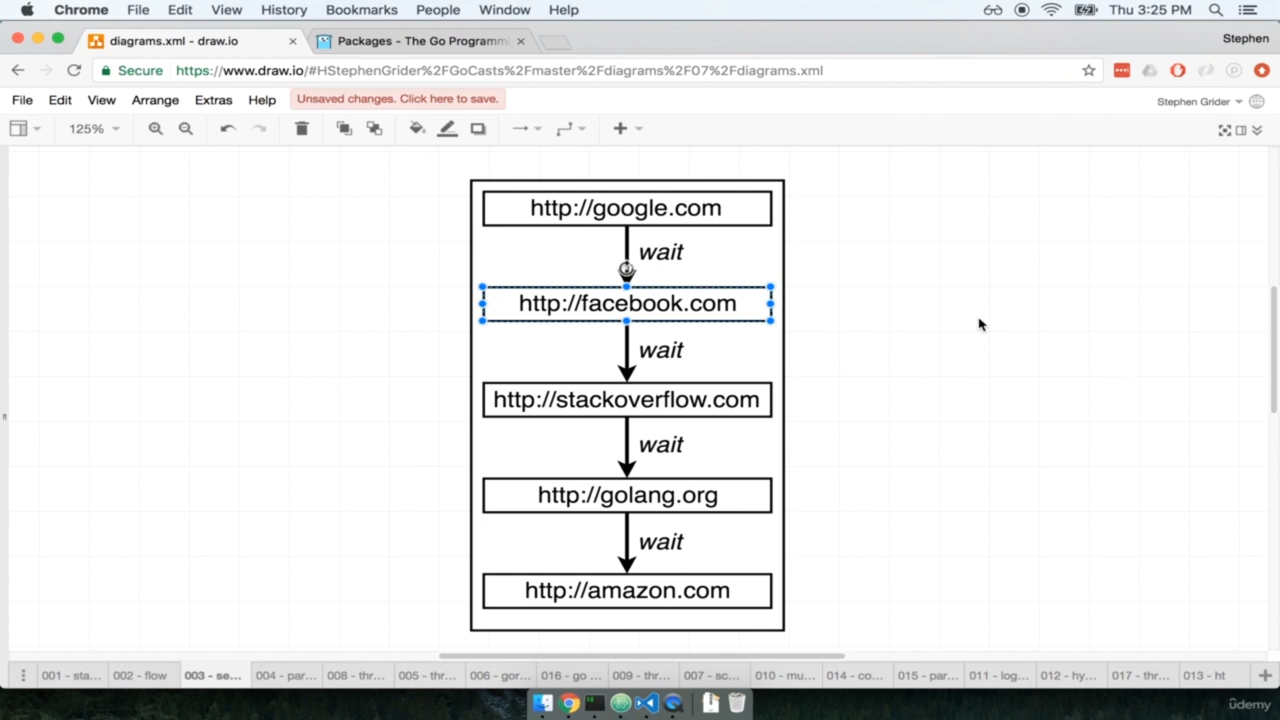 Chrome File Edit View History Bookmarks People Window Help Thu 3:25 PM
diagrams.xml - draw.io Packages - The Go Programmi Stephen
Secure https://www.draw.io/#HStephenGrider%2FGoCasts%2Fmaster%2Fdiagrams%2F07%2Fdiagrams.xml
File Edit View Arrange Extras Help Unsaved changes. Click here to save. Stephen Grider
125%
http://google.com
wait
http://facebook.com
wait
http://stackoverflow.com
wait
http://golang.org
wait
http://amazon.com
001 - sta... 002 - flow 003 - se... 004 - par... 008 - thr... 005 - thr... 006 - gor... 016 - go ... 009 - thr... 007 - sc... 010 - mu... 014 - co... 015 - par... 011 - log... 012 - hy... 017 - thr... 013 - ht
ûdemy